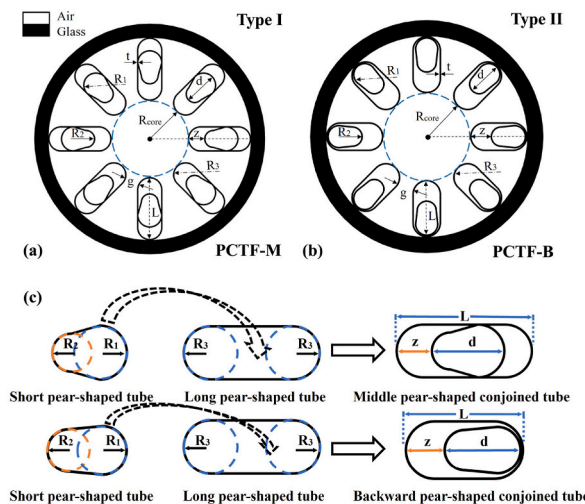 Air
Glass
Type I
t
R1
d
Rcore
R2
z
R3
g
L
(a)
PCTF-M
Type II
t
R1
d
Rcore
R2
z
R3
g
L
(b)
PCTF-B
(c)
R2
R1
R3
R3
L
z
d
Short pear-shaped tube
Long pear-shaped tube
Middle pear-shaped conjoined tube
R2
R1
R3
R3
L
z
d
Short pear-shaped tube
Long pear-shaped tube
Backward pear-shaped conjoined tube